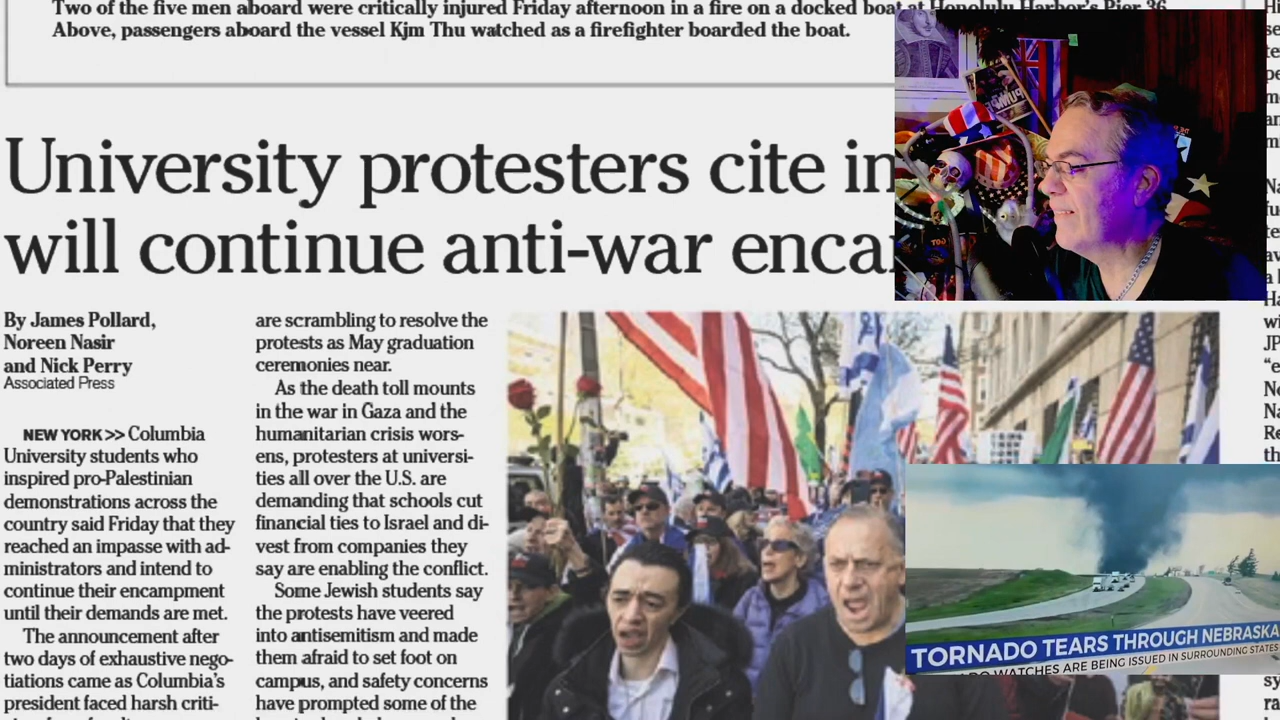 Two of the five men aboard were critically injured Friday afternoon in a fire on a docked boat at Honolulu Harbor's Pier 36.
Above, passengers aboard the vessel Kjm Thu watched as a firefighter boarded the boat.
University protesters cite
will continue anti-war
By James Pollard,
Noreen Nasir
and Nick Perry
Associated Press
NEW YORK >> Columbia
University students who
inspired pro-Palestinian
demonstrations across the
country said Friday that they
reached an impasse with ad-
ministrators and intend to
continue their encampment
until their demands are met.
The announcement after
two days of exhaustive nego-
tiations came as Columbia's
president faced harsh criti-
are scrambling to resolve the
protests as May graduation
ceremonies near.
As the death toll mounts
in the war in Gaza and the
humanitarian crisis wors-
ens, protesters at universi-
ties all over the U.S. are
demanding that schools cut
financial ties to Israel and di-
vest from companies they
say are enabling the conflict.
Some Jewish students say
the protests have veered
into antisemitism and made
them afraid to set foot on
campus, and safety concerns
have prompted some of the
TORNADO TEARS THROUGH NEBRASKA
WATCHES ARE BEING ISSUED IN SURROUNDING STATES